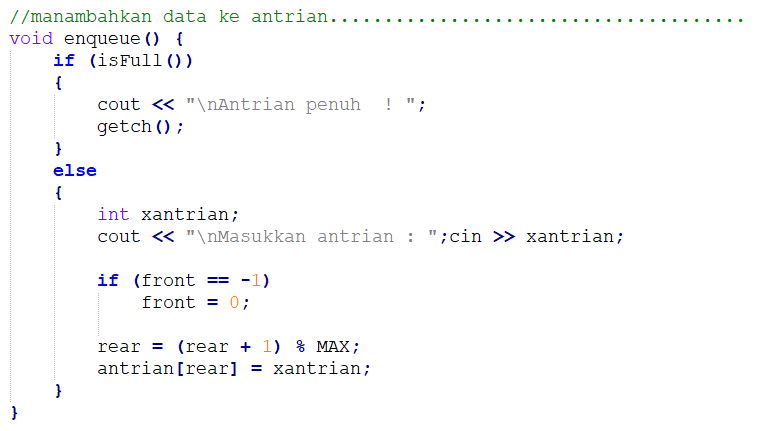 //manambahkan data ke antrian......................................
void enqueue() {
    if (isFull())
    {
        cout << "\nAntrian penuh  ! ";
        getch();
    }
    else
    {
        int xantrian;
        cout << "\nMasukkan antrian : ";cin >> xantrian;

        if (front == -1)
            front = 0;

        rear = (rear + 1) % MAX;
        antrian[rear] = xantrian;
    }
}